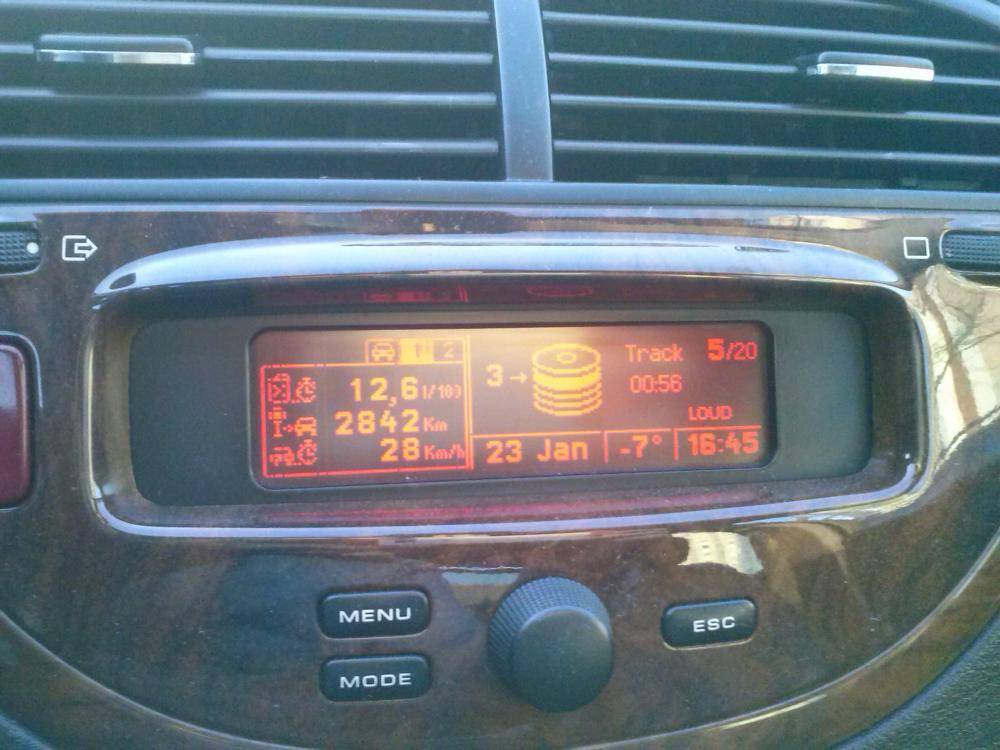 1 2
12,6 l/100
2842 Km
28 Km/h
3
Track 5/20
00:56
LOUD
23 Jan -7° 16:45
MENU
ESC
MODE